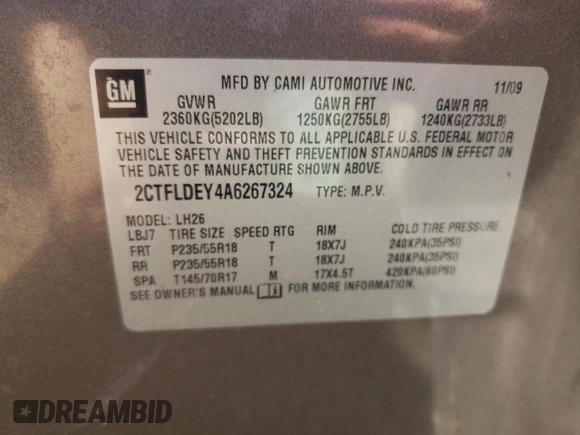 GM
MFD BY CAMI AUTOMOTIVE INC. 11/09
GVWR GAWR FRT GAWR RR
2360KG(5202LB) 1250KG(2755LB) 1240KG(2733LB)
THIS VEHICLE CONFORMS TO ALL APPLICABLE U.S. FEDERAL MOTOR
VEHICLE SAFETY AND THEFT PREVENTION STANDARDS IN EFFECT ON
THE DATE OF MANUFACTURE SHOWN ABOVE.
2CTFLDEY4A6267324 TYPE: M.P.V.
MODEL: LH26
LBJ7 TIRE SIZE SPEED RTG RIM COLD TIRE PRESSURE
FRT P235/55R18 T 18X7J 240KPA(35PSI)
RR P235/55R18 T 18X7J 240KPA(35PSI)
SPA T145/70R17 M 17X4.5T 420KPA(60PSI)
SEE OWNER'S MANUAL FOR MORE INFORMATION.
DREAMBID